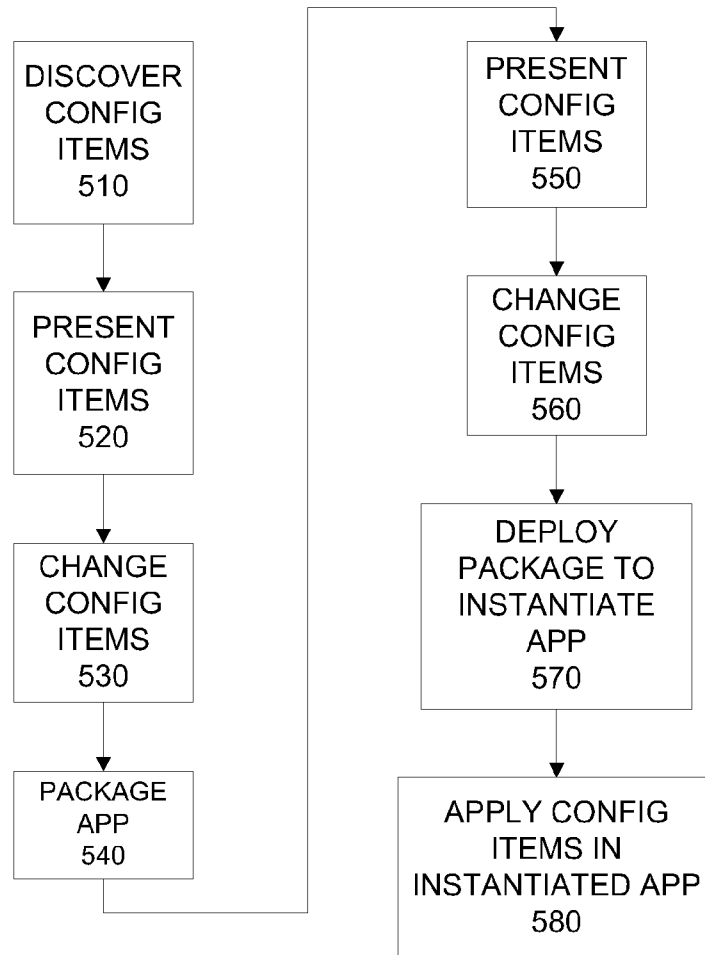 DISCOVER
CONFIG
ITEMS
510
PRESENT
CONFIG
ITEMS
520
CHANGE
CONFIG
ITEMS
530
PACKAGE
APP
540
PRESENT
CONFIG
ITEMS
550
CHANGE
CONFIG
ITEMS
560
DEPLOY
PACKAGE TO
INSTANTIATE
APP
570
APPLY CONFIG
ITEMS IN
INSTANTIATED APP
580